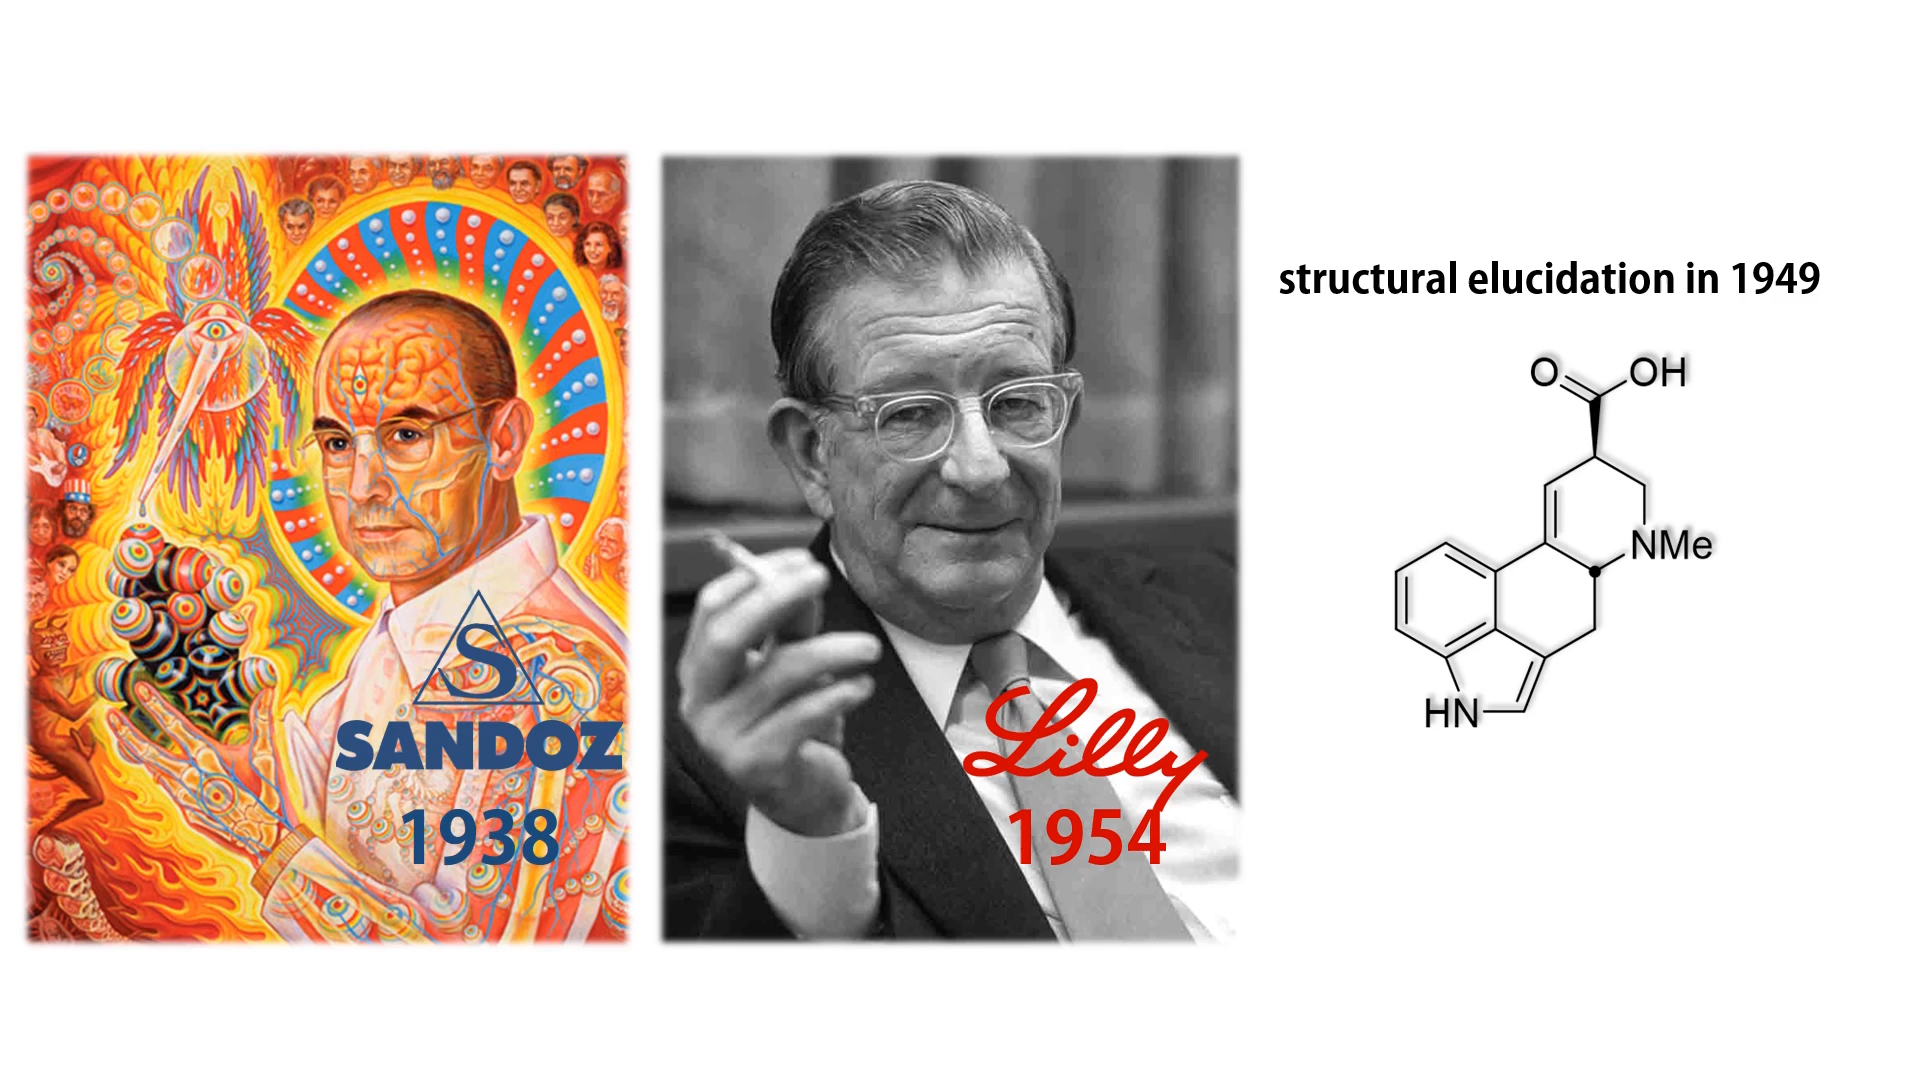 S
SANDOZ
1938
Lilly
1954
structural elucidation in 1949
O
OH
NMe
HN